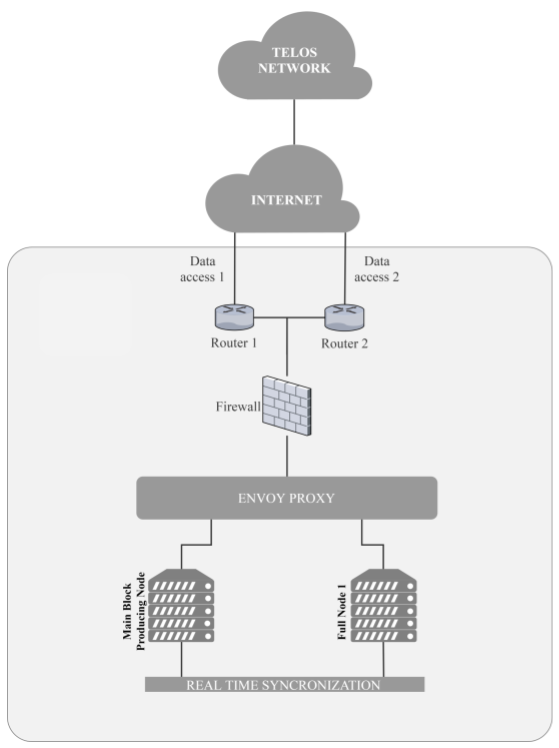 TELOS
NETWORK
INTERNET
Data
access 1
Data
access 2
Router 1
Router 2
Firewall
ENVOY PROXY
Main Block
Producing Node
Full Node 1
REAL TIME SYNCRONIZATION